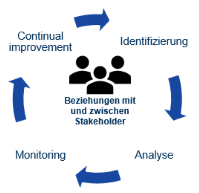 Continual
improvement
Identifizierung
Beziehungen mit
und zwischen
Stakeholder
Monitoring
Analyse